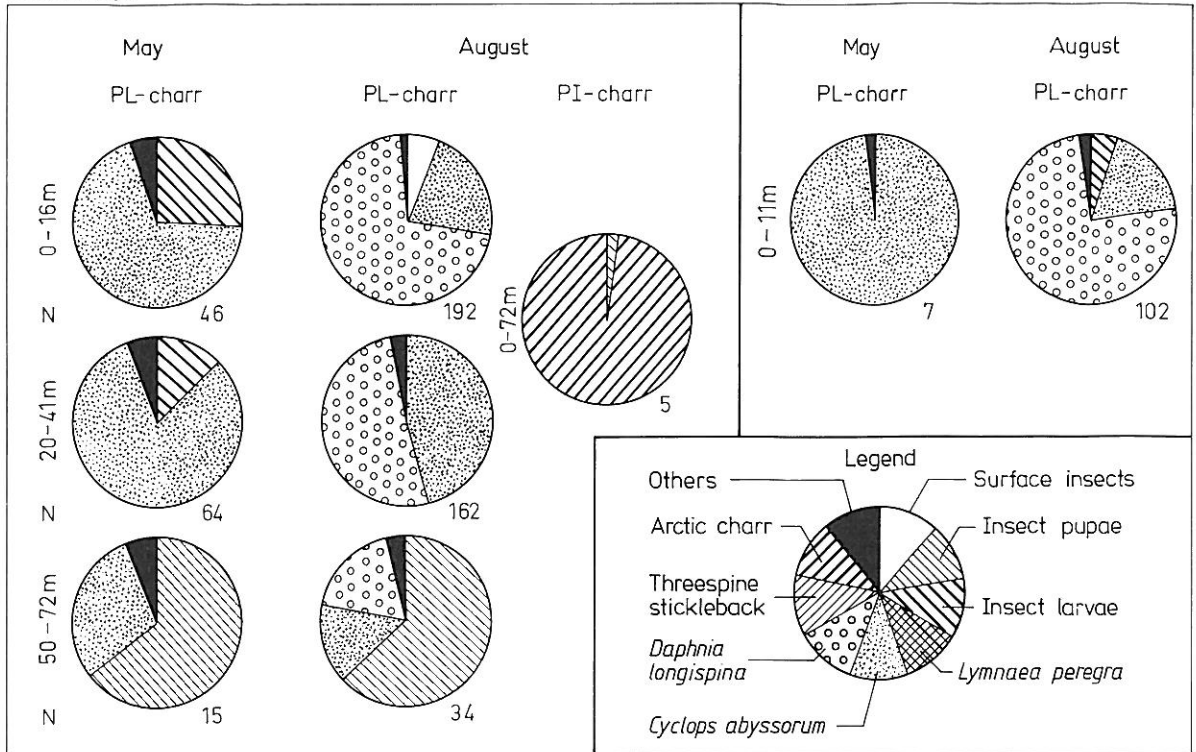 May
August
PL-charr
PL-charr
PI-charr
0-16m
N
46
192
0-72m
5
20-41m
N
64
162
50-72m
N
15
34
May
August
PL-charr
PL-charr
0-11m
7
102
Legend
Others
Surface insects
Arctic charr
Insect pupae
Threespine
stickleback
Insect larvae
Daphnia
longispina
Lymnaea peregra
Cyclops abyssorum